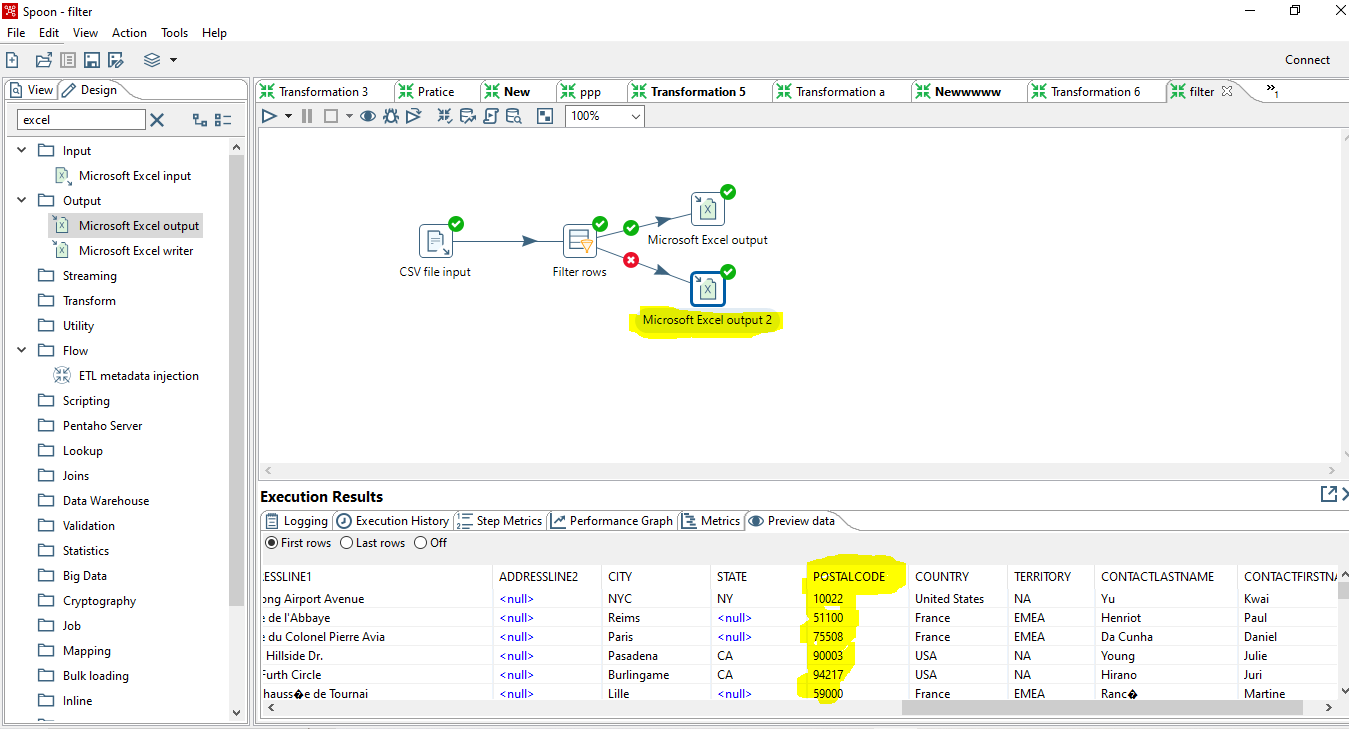 Spoon - filter
File Edit View Action Tools Help
Connect
View Design
Transformation 3 Pratice New ppp Transformation 5 Transformation a Newwwwww Transformation 6 filter »1
excel
100%
Input
Microsoft Excel input
Output
Microsoft Excel output
Microsoft Excel writer
Streaming
Transform
Utility
Flow
ETL metadata injection
Scripting
Pentaho Server
Lookup
Joins
Data Warehouse
Validation
Statistics
Big Data
Cryptography
Job
Mapping
Bulk loading
Inline
CSV file input
Filter rows
Microsoft Excel output
Microsoft Excel output 2
Execution Results
Logging Execution History Step Metrics Performance Graph Metrics Preview data
First rows Last rows Off
ESSLINE1 ADDRESSLINE2 CITY STATE POSTALCODE COUNTRY TERRITORY CONTACTLASTNAME CONTACTFIRSTNA
ong Airport Avenue <null> NYC NY 10022 United States NA Yu Kwai
e de l'Abbaye <null> Reims <null> 51100 France EMEA Henriot Paul
du Colonel Pierre Avia <null> Paris <null> 75508 France EMEA Da Cunha Daniel
Hillside Dr. <null> Pasadena CA 90003 USA NA Young Julie
Furth Circle <null> Burlingame CA 94217 USA NA Hirano Juri
hauss�e de Tournai <null> Lille <null> 59000 France EMEA Ranc� Martine